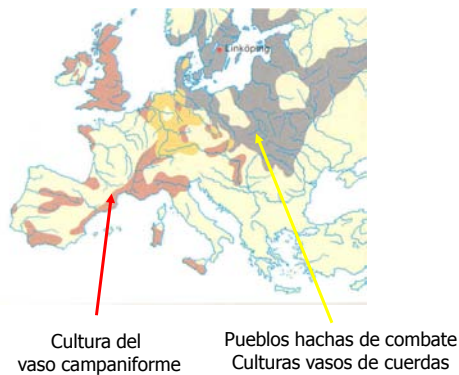 Linköping
Cultura del
vaso campaniforme
Pueblos hachas de combate
Culturas vasos de cuerdas